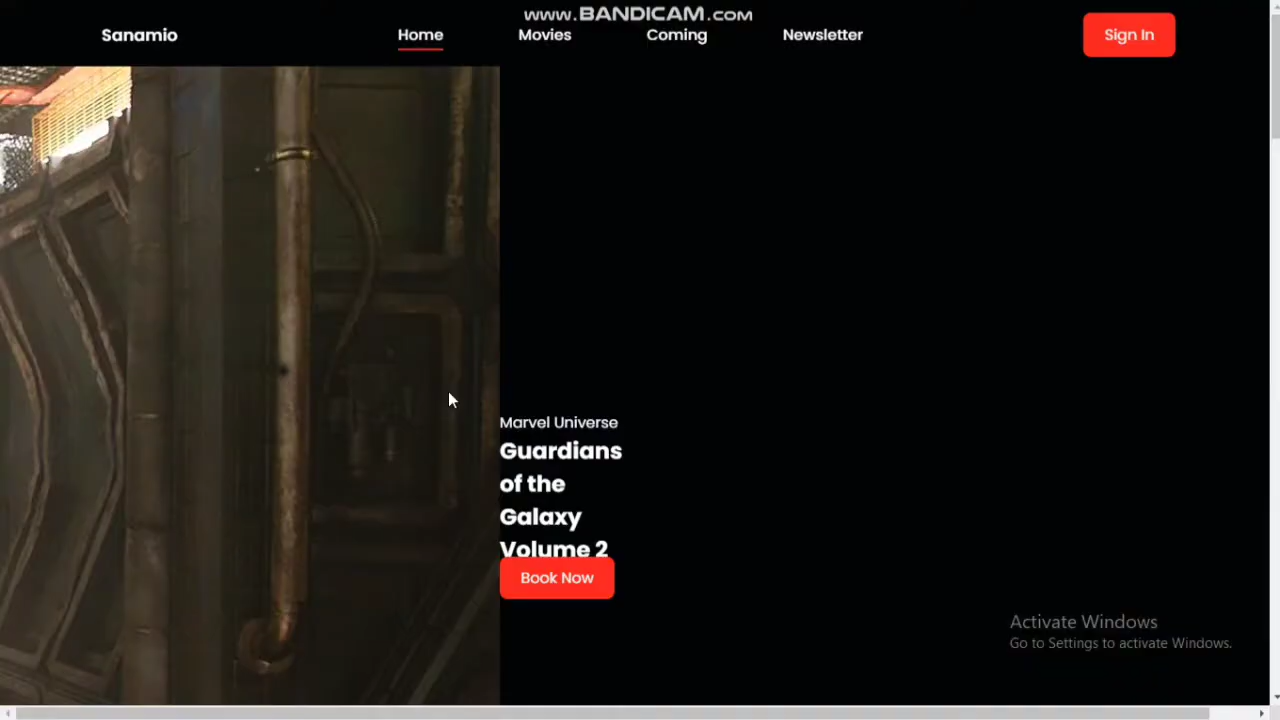 www.BANDICAM.com
Sanamio
Home
Movies
Coming
Newsletter
Sign In
Marvel Universe
Guardians
of the
Galaxy
Volume 2
Book Now
Activate Windows
Go to Settings to activate Windows.